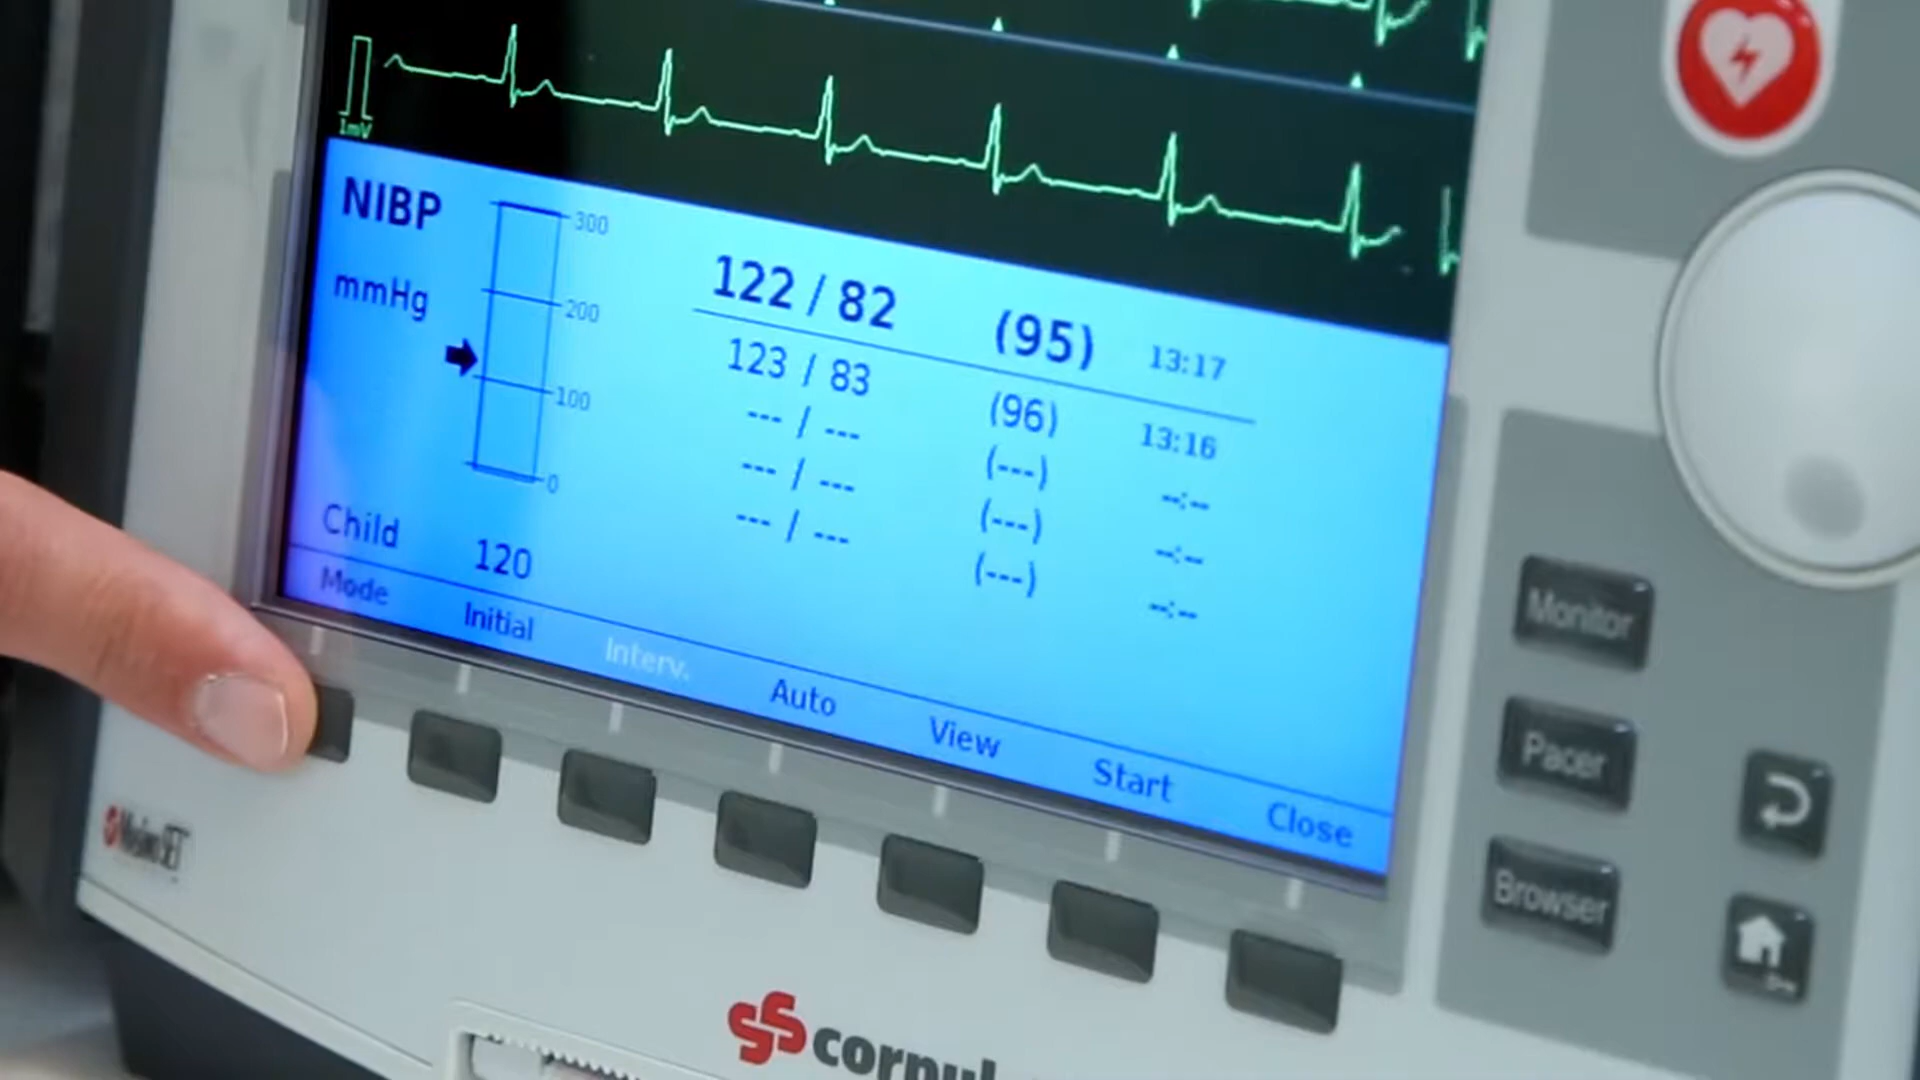 1mV
NIBP
mmHg
300
200
100
0
122 / 82 (95) 13:17
123 / 83 (96) 13:16
--- / --- (---) --:--
--- / --- (---) --:--
--- / --- (---) --:--
Child 120
Mode Initial Interv. Auto View Start Close
Monitor
Pacer
Browser
corpul